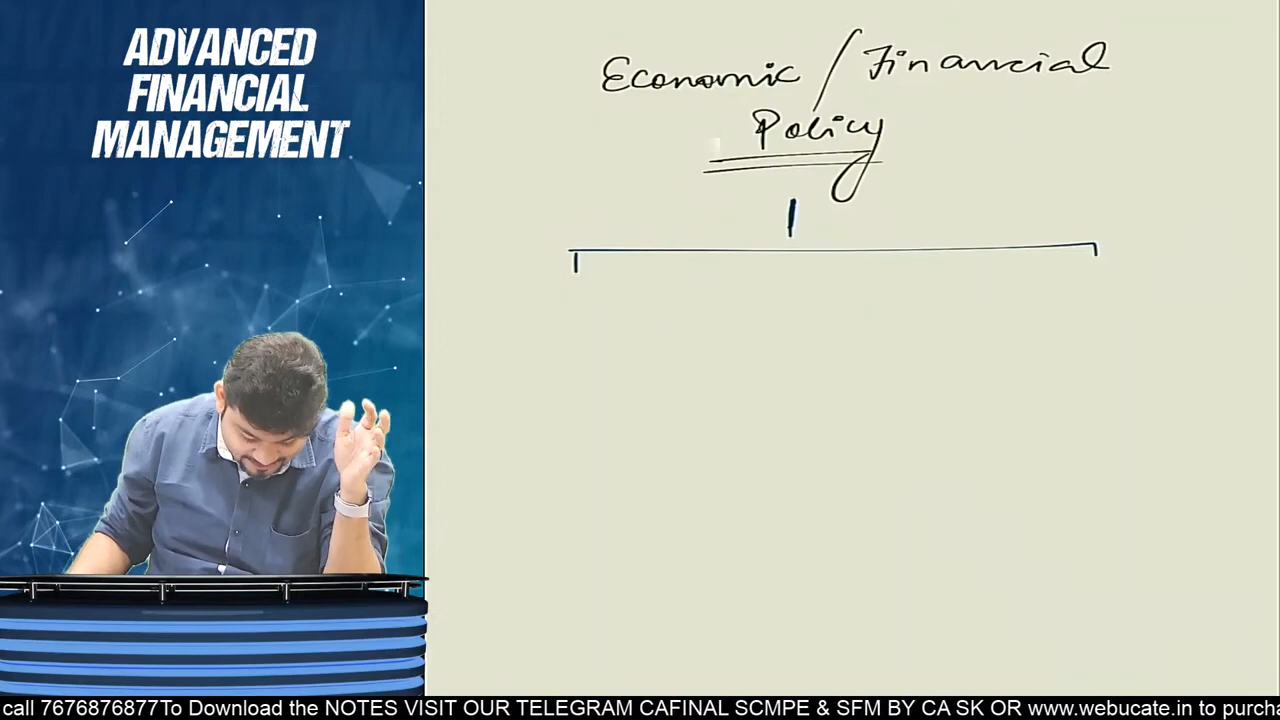 ADVANCED
FINANCIAL
MANAGEMENT
Economic / Financial
Policy
call 7676876877To Download the NOTES VISIT OUR TELEGRAM CAFINAL SCMPE & SFM BY CA SK OR www.webucate.in to purcha